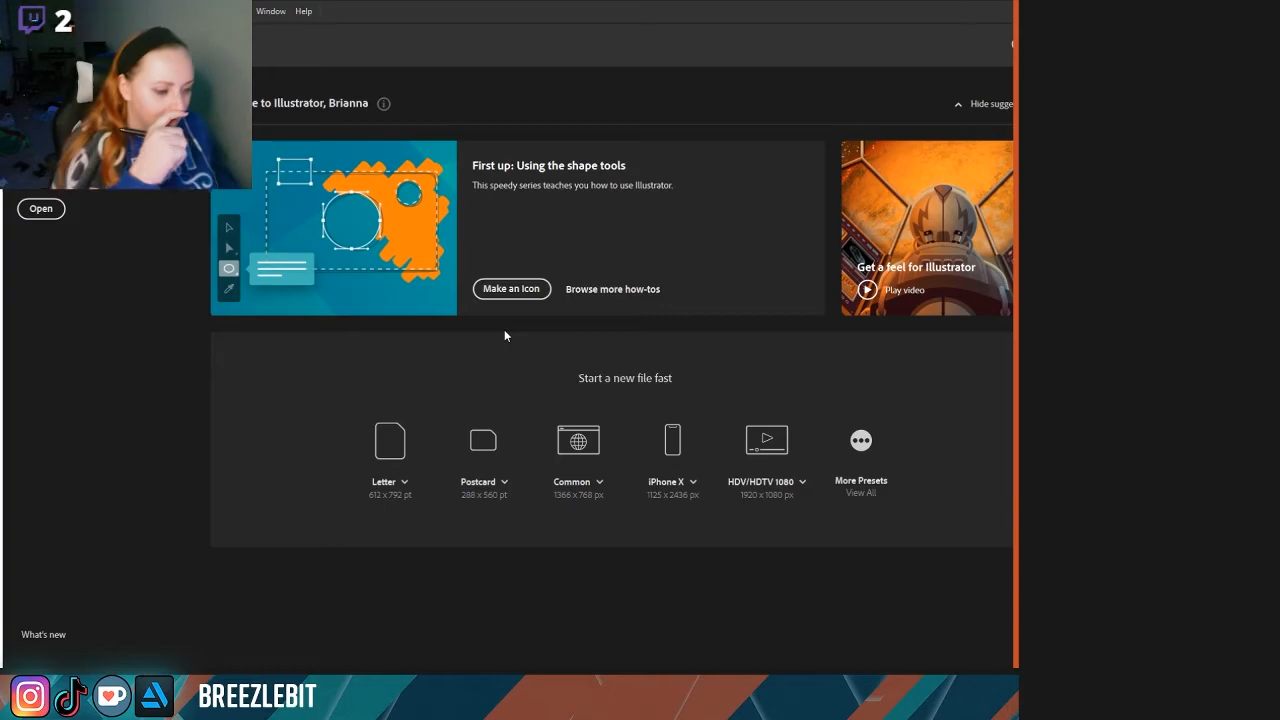 2
Window Help
e to Illustrator, Brianna
Hide sugge
First up: Using the shape tools
This speedy series teaches you how to use Illustrator.
Open
Get a feel for Illustrator
Play video
Make an Icon
Browse more how-tos
Start a new file fast
Letter
612 x 792 pt
Postcard
288 x 560 pt
Common
1366 x 768 px
iPhone X
1125 x 2436 px
HDV/HDTV 1080
1920 x 1080 px
More Presets
View All
What's new
BREEZLEBIT